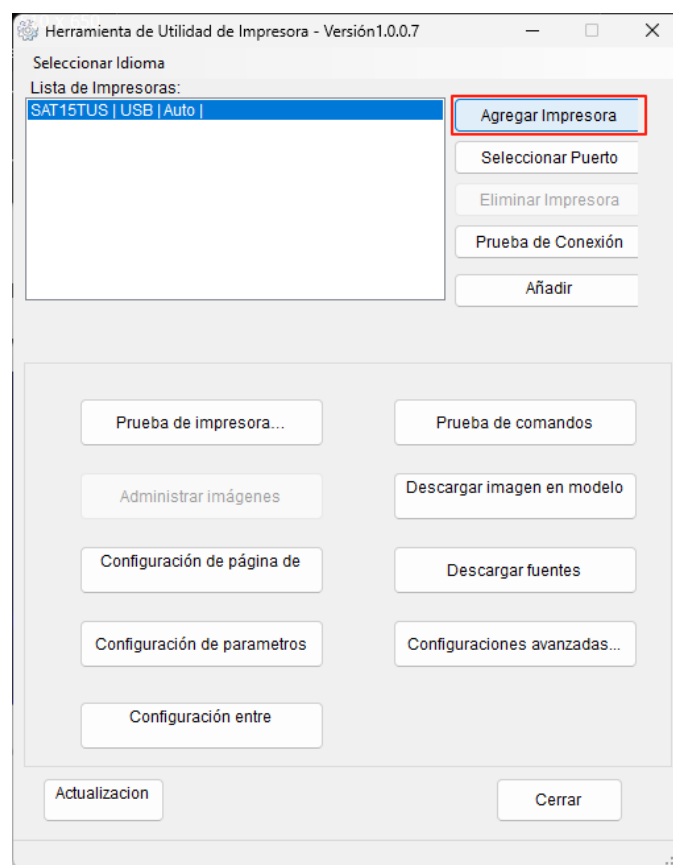 Herramienta de Utilidad de Impresora - Versión1.0.0.7
Seleccionar Idioma
Lista de Impresoras:
SAT15TUS | USB | Auto |
Agregar Impresora
Seleccionar Puerto
Eliminar Impresora
Prueba de Conexión
Añadir
Prueba de impresora...
Prueba de comandos
Administrar imágenes
Descargar imagen en modelo
Configuración de página de
Descargar fuentes
Configuración de parametros
Configuraciones avanzadas...
Configuración entre
Actualizacion
Cerrar